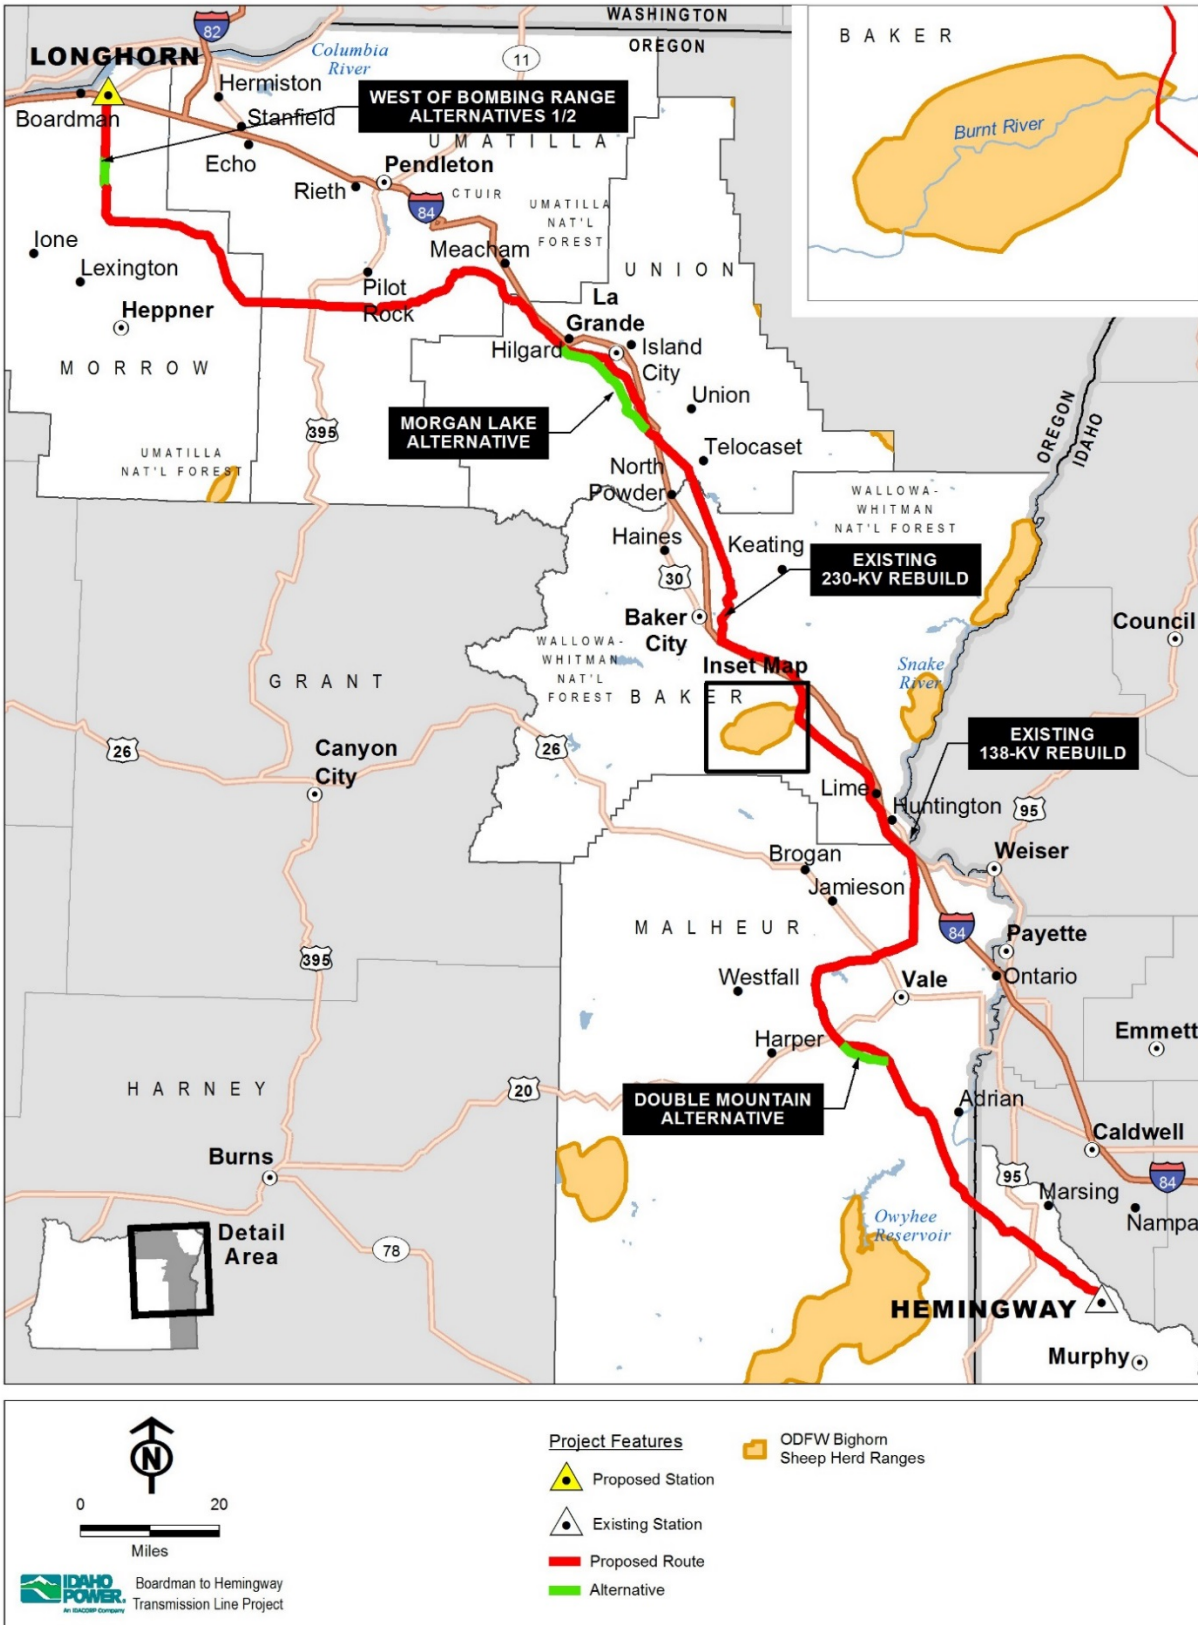 WASHINGTON
OREGON
82
LONGHORN
Columbia
River
11
Hermiston
Boardman
Stanfield
WEST OF BOMBING RANGE
ALTERNATIVES 1/2
UMATILLA
Echo
Pendleton
Rieth
CTUIR
84
UMATILLA
NAT'L
FOREST
Meacham
Ione
Lexington
Pilot
Rock
UNION
Heppner
La
Grande
Hilgard
Island
City
MORROW
Union
MORGAN LAKE
ALTERNATIVE
395
Telocaset
UMATILLA
NAT'L FOREST
North
Powder
WALLOWA-
WHITMAN
NAT'L FOREST
OREGON
IDAHO
Haines
Keating
30
EXISTING
230-KV REBUILD
Baker
City
Council
WALLOWA-
WHITMAN
NAT'L
FOREST
Inset Map
BAKER
Snake
River
GRANT
26
Canyon
City
26
EXISTING
138-KV REBUILD
Lime
Huntington
95
Brogan
Weiser
Jamieson
MALHEUR
84
Payette
395
Westfall
Vale
Ontario
Harper
Emmett
HARNEY
20
DOUBLE MOUNTAIN
ALTERNATIVE
Adrian
Caldwell
Burns
95
84
Marsing
Nampa
Detail
Area
78
Owyhee
Reservoir
HEMINGWAY
Murphy
BAKER
Burnt River
N
0 20
Miles
IDAHO
POWER.
An IDACORP Company
Boardman to Hemingway
Transmission Line Project
Project Features
Proposed Station
Existing Station
Proposed Route
Alternative
ODFW Bighorn
Sheep Herd Ranges